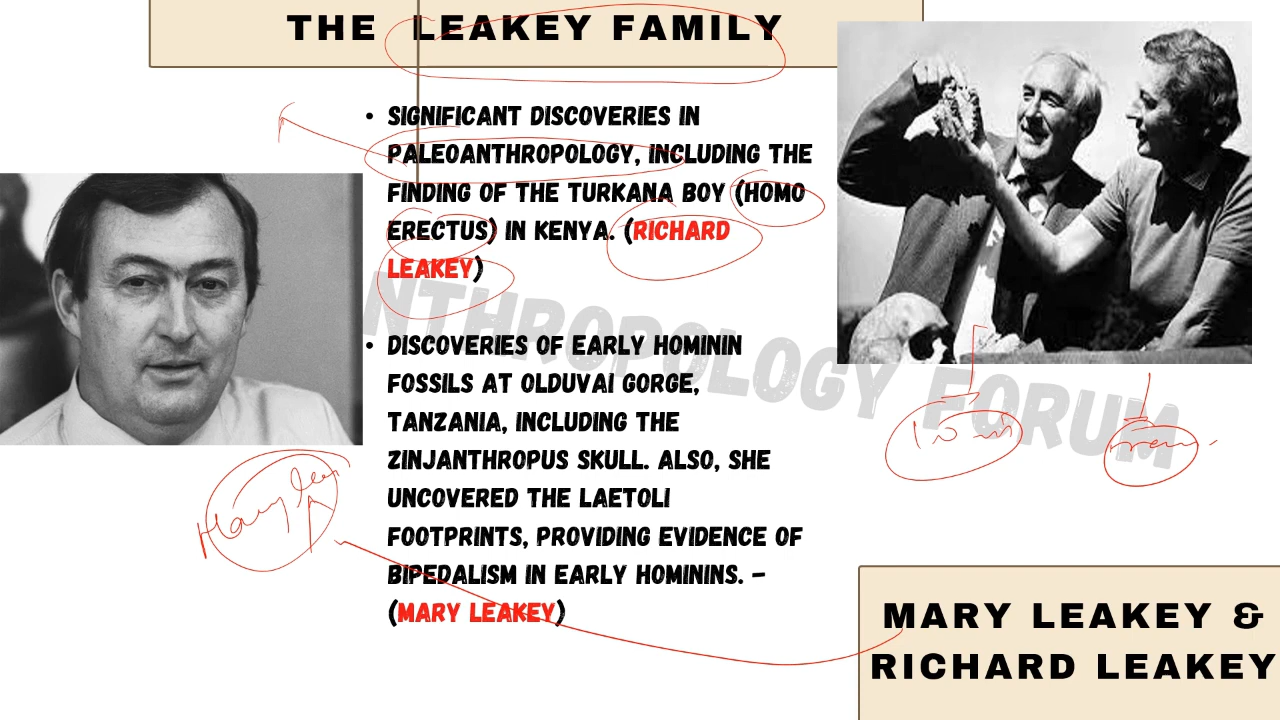 THE LEAKEY FAMILY
• SIGNIFICANT DISCOVERIES IN
PALEOANTHROPOLOGY, INCLUDING THE
FINDING OF THE TURKANA BOY (HOMO
ERECTUS) IN KENYA. (RICHARD
LEAKEY)
• DISCOVERIES OF EARLY HOMININ
FOSSILS AT OLDUVAI GORGE,
TANZANIA, INCLUDING THE
ZINJANTHROPUS SKULL. ALSO, SHE
UNCOVERED THE LAETOLI
FOOTPRINTS, PROVIDING EVIDENCE OF
BIPEDALISM IN EARLY HOMININS. –
(MARY LEAKEY)
NTHROPOLOGY FORUM
Mary
MARY LEAKEY &
RICHARD LEAKEY